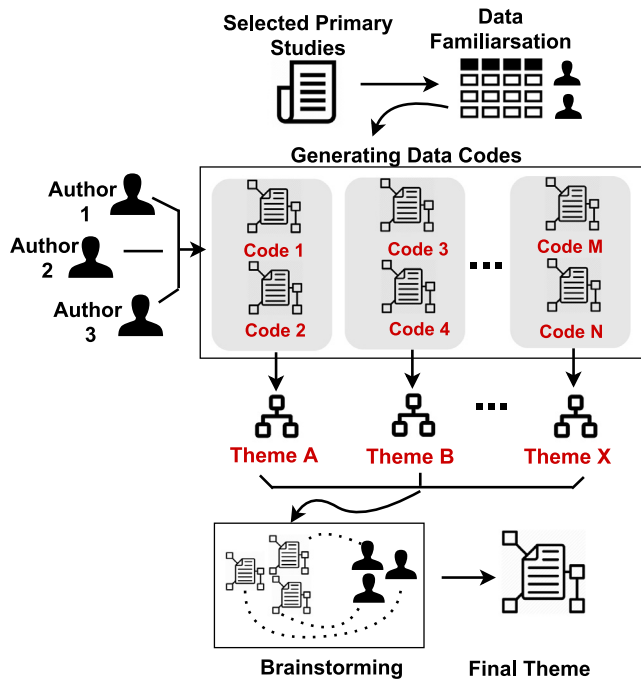 Selected Primary
Studies
Data
Familiarsation
Generating Data Codes
Author
1
Author
2
Author
3
Code 1
Code 3
Code M
Code 2
Code 4
Code N
Theme A
Theme B
Theme X
Brainstorming
Final Theme